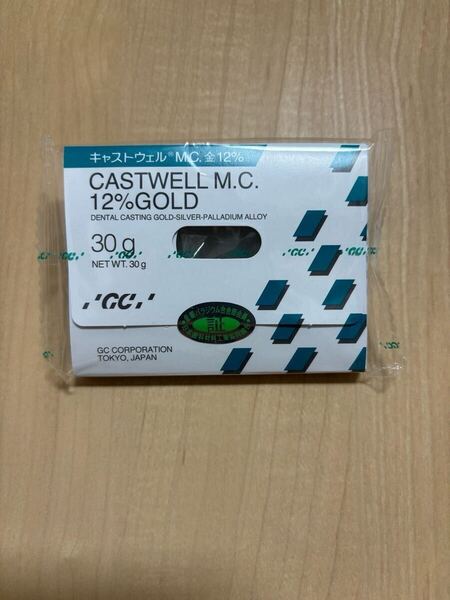 キャストウェル® M.C. 金12%
CASTWELL M.C.
12%GOLD
DENTAL CASTING GOLD-SILVER-PALLADIUM ALLOY
30 g
NET WT. 30 g
GC
証
GC CORPORATION
TOKYO, JAPAN